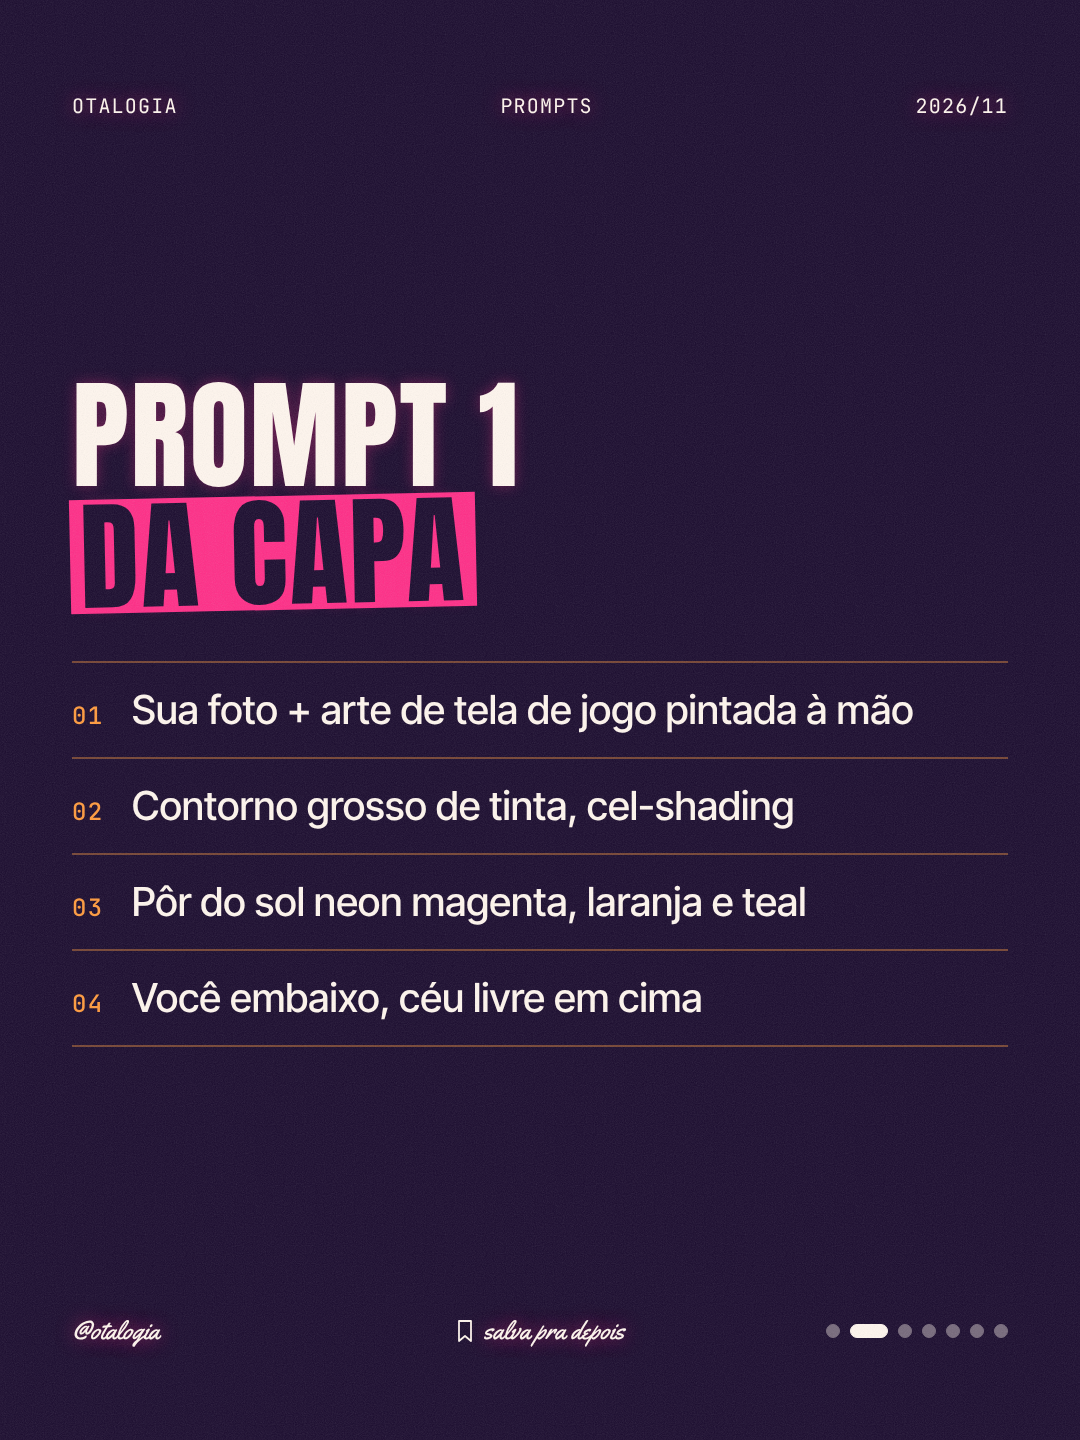 OTALOGIA
PROMPTS
2026/11
PROMPT 1
DA CAPA
01 Sua foto + arte de tela de jogo pintada à mão
02 Contorno grosso de tinta, cel-shading
03 Pôr do sol neon magenta, laranja e teal
04 Você embaixo, céu livre em cima
@otalogia
salva pra depois